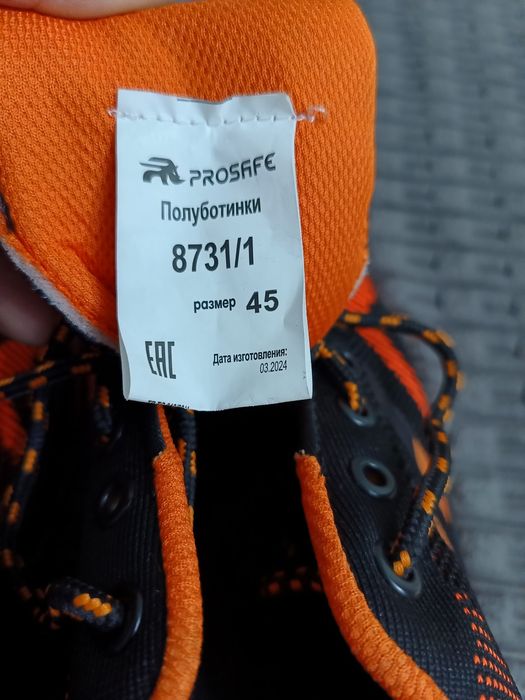 PROSAFE
Полуботинки
8731/1
размер 45
EAC
Дата изготовления:
03.2024